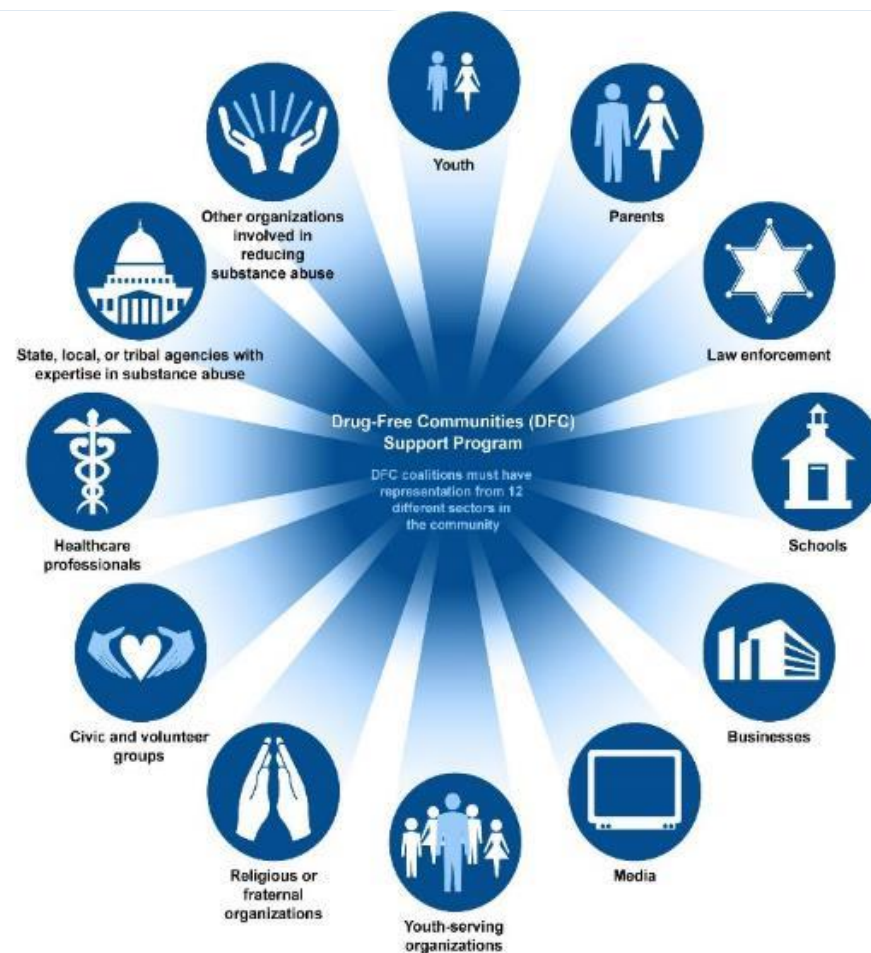 Youth
Parents
Law enforcement
Schools
Businesses
Media
Youth-serving
organizations
Religious or
fraternal
organizations
Civic and volunteer
groups
Healthcare
professionals
State, local, or tribal agencies with
expertise in substance abuse
Other organizations
involved in
reducing
substance abuse
Drug-Free Communities (DFC)
Support Program
DFC coalitions must have
representation from 12
different sectors in
the community